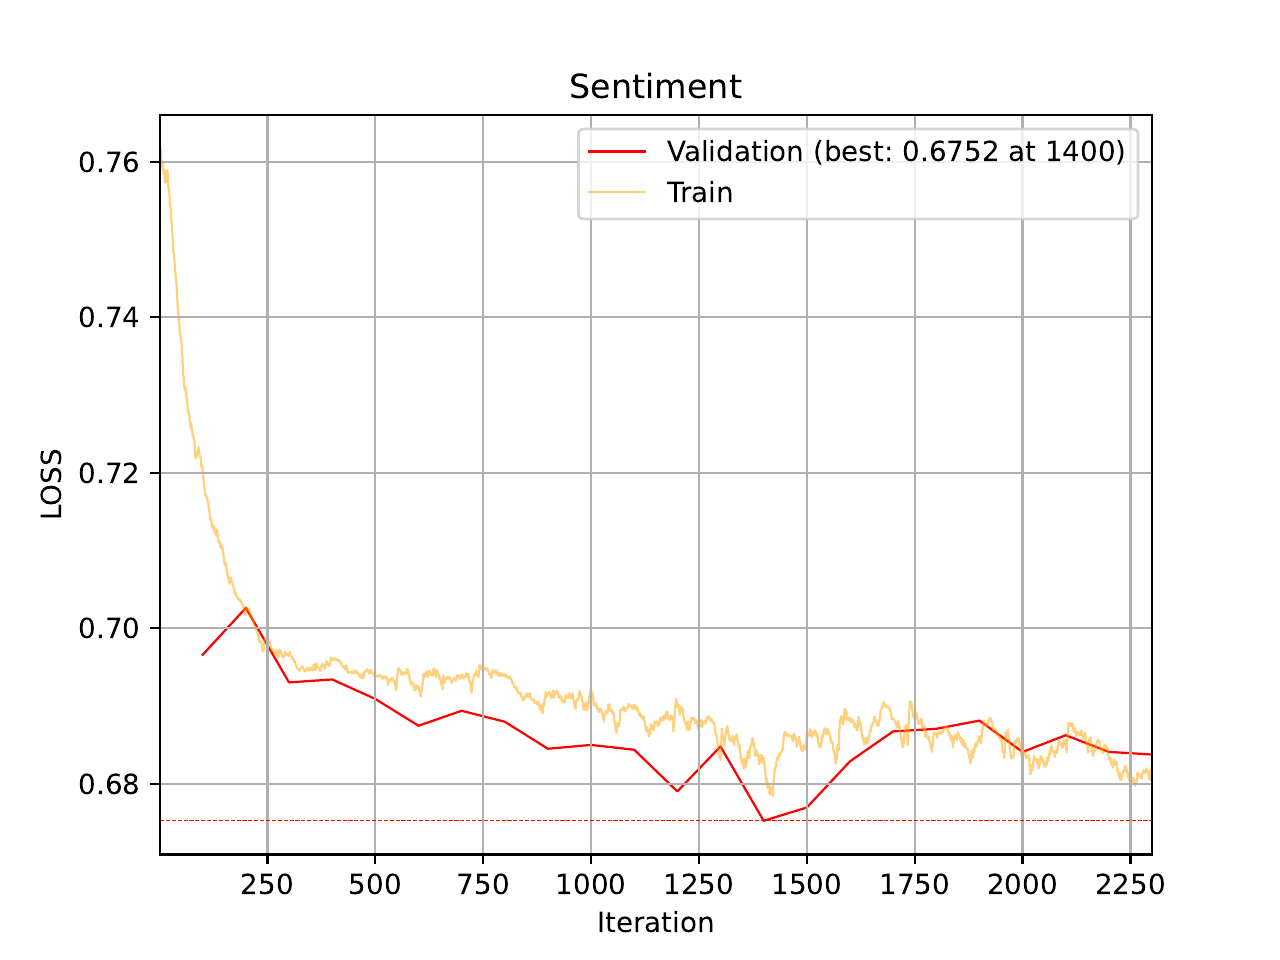 Sentiment
Validation (best: 0.6752 at 1400)
Train
0.76
0.74
0.72
0.70
0.68
LOSS
250 500 750 1000 1250 1500 1750 2000 2250
Iteration